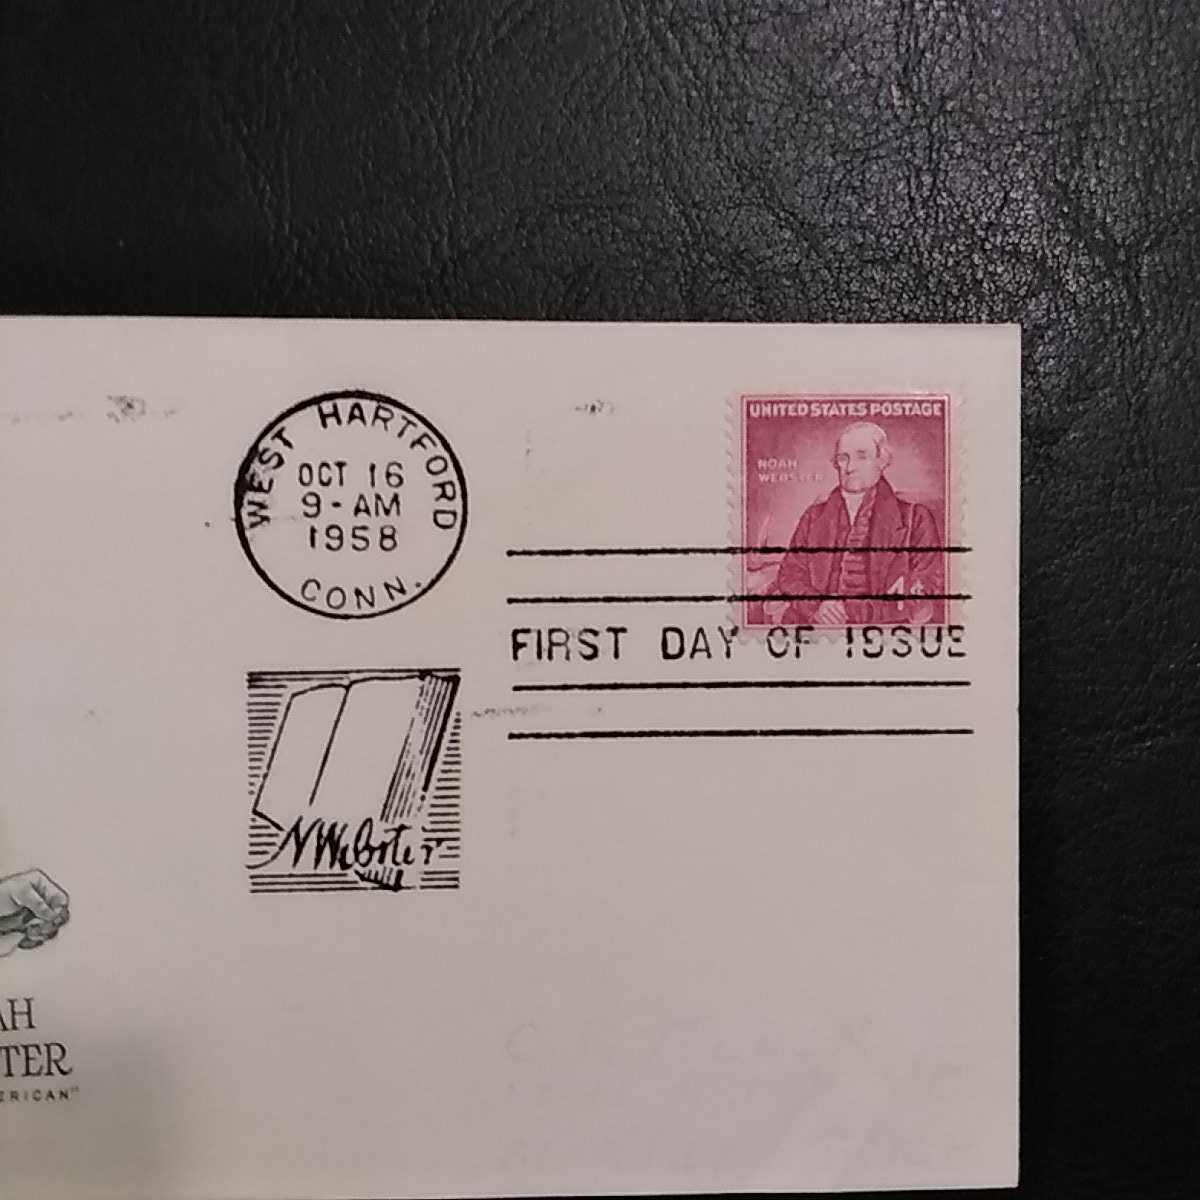 WEST HARTFORD
OCT 16
9-AM
1958
CONN.
UNITED STATES POSTAGE
NOAH
WEBSTER
4¢
FIRST DAY OF ISSUE
N Webster
AH
TER
ERICAN"